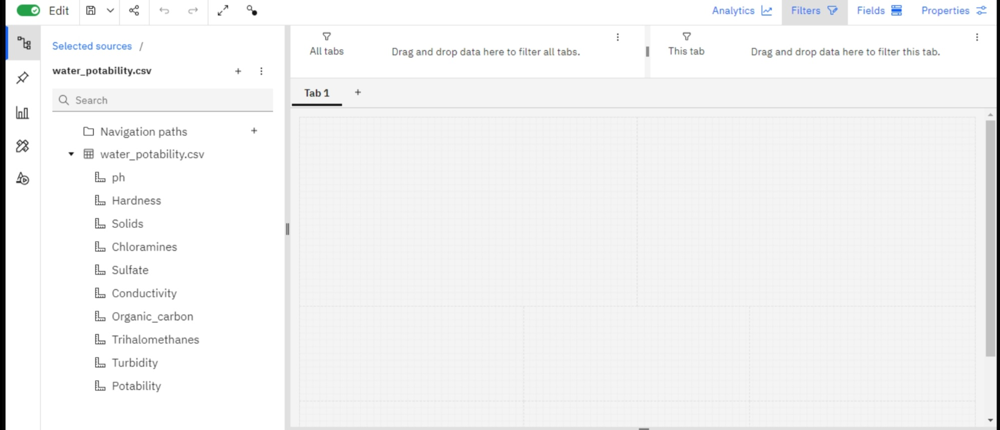 Edit
Analytics
Filters
Fields
Properties
Selected sources /
water_potability.csv
Search
Navigation paths
water_potability.csv
ph
Hardness
Solids
Chloramines
Sulfate
Conductivity
Organic_carbon
Trihalomethanes
Turbidity
Potability
All tabs
Drag and drop data here to filter all tabs.
This tab
Drag and drop data here to filter this tab.
Tab 1